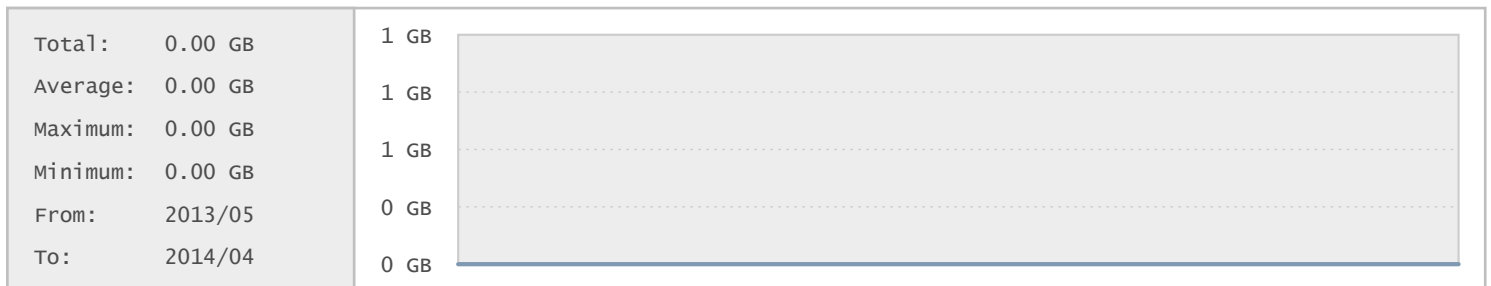 Total: 0.00 GB
Average: 0.00 GB
Maximum: 0.00 GB
Minimum: 0.00 GB
From: 2013/05
To: 2014/04
1 GB
1 GB
1 GB
0 GB
0 GB